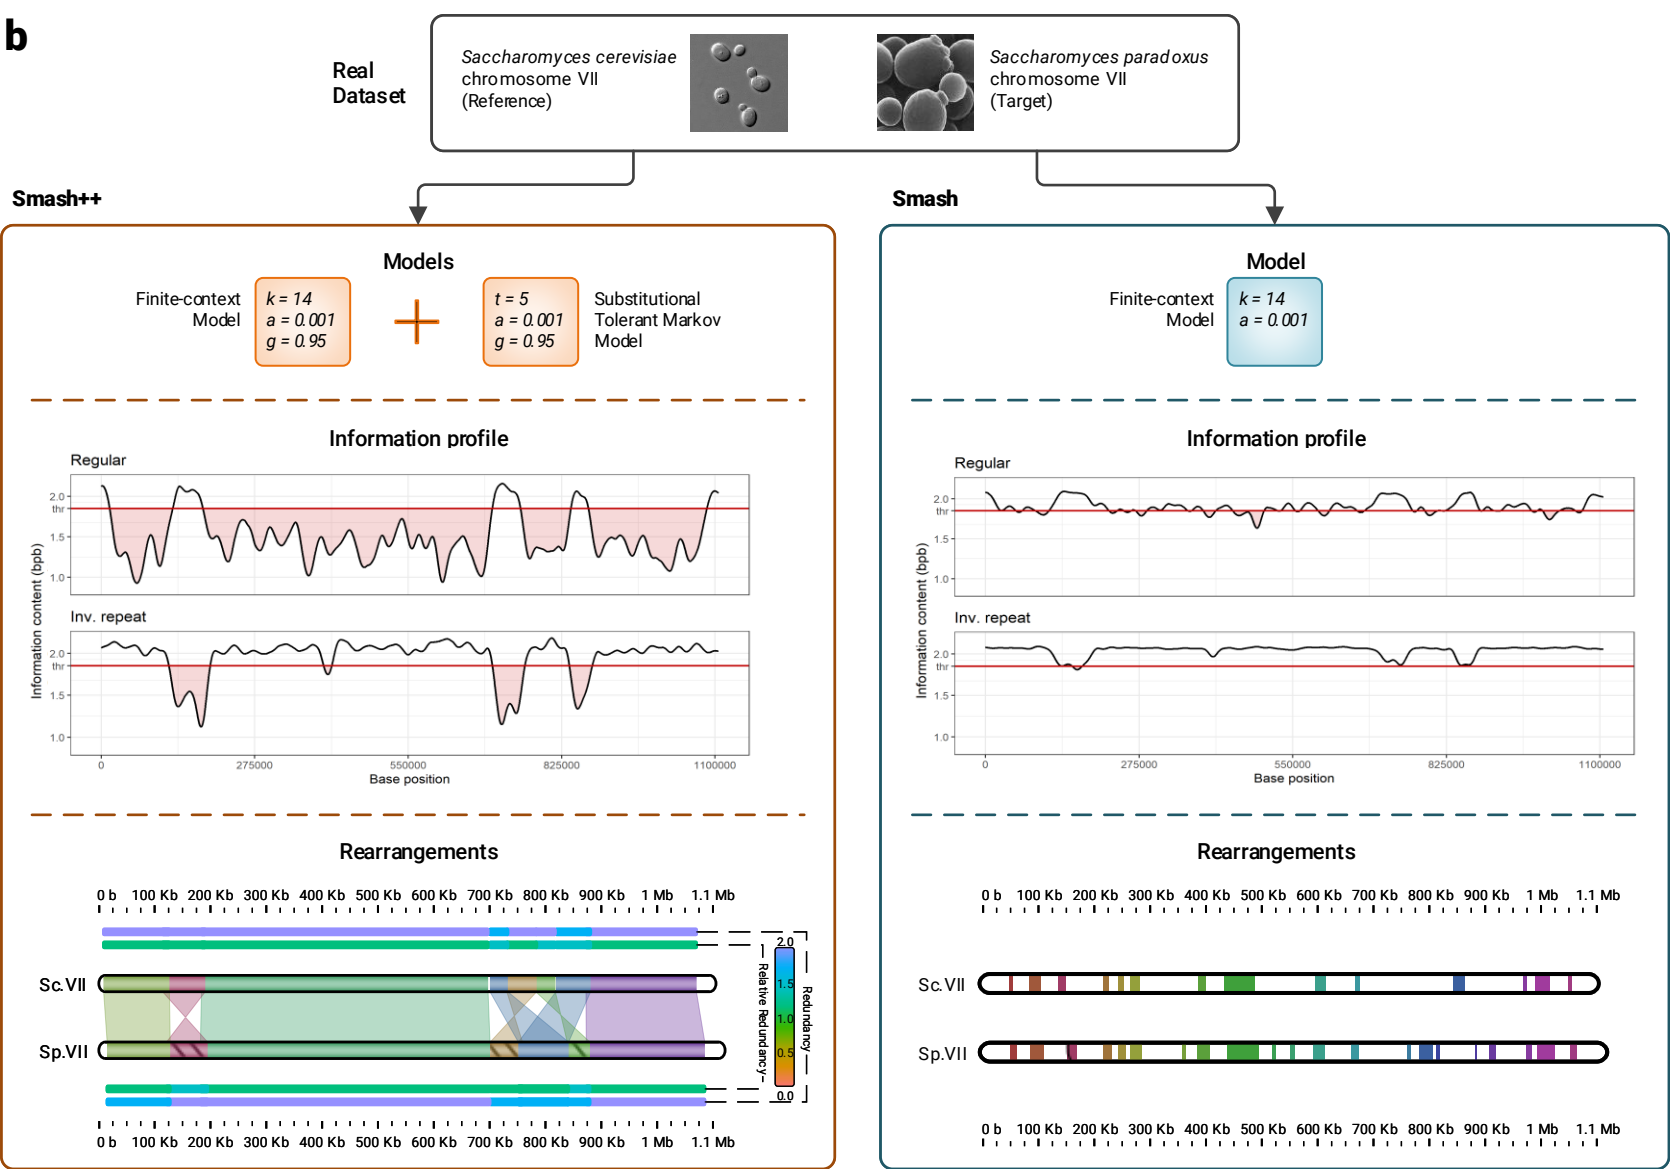 b
Real
Dataset
Saccharomyces cerevisiae
chromosome VII
(Reference)
Saccharomyces paradoxus
chromosome VII
(Target)
Smash++
Models
Finite-context
Model
k = 14
a = 0.001
g = 0.95
t = 5
a = 0.001
g = 0.95
Substitutional
Tolerant Markov
Model
Information profile
Regular
2.0
thr
1.5
1.0
Inv. repeat
2.0
thr
1.5
1.0
Information content (bpb)
0 275000 550000 825000 1100000
Base position
Rearrangements
0 b 100 Kb 200 Kb 300 Kb 400 Kb 500 Kb 600 Kb 700 Kb 800 Kb 900 Kb 1 Mb 1.1 Mb
Sc.VII
Sp.VII
2.0
1.5
1.0
0.5
0.0
Relative Redundancy
Redundancy
0 b 100 Kb 200 Kb 300 Kb 400 Kb 500 Kb 600 Kb 700 Kb 800 Kb 900 Kb 1 Mb 1.1 Mb
Smash
Model
Finite-context
Model
k = 14
a = 0.001
Information profile
Regular
2.0
thr
1.5
1.0
Inv. repeat
2.0
thr
1.5
1.0
Information content (bpb)
0 275000 550000 825000 1100000
Base position
Rearrangements
0 b 100 Kb 200 Kb 300 Kb 400 Kb 500 Kb 600 Kb 700 Kb 800 Kb 900 Kb 1 Mb 1.1 Mb
Sc.VII
Sp.VII
0 b 100 Kb 200 Kb 300 Kb 400 Kb 500 Kb 600 Kb 700 Kb 800 Kb 900 Kb 1 Mb 1.1 Mb